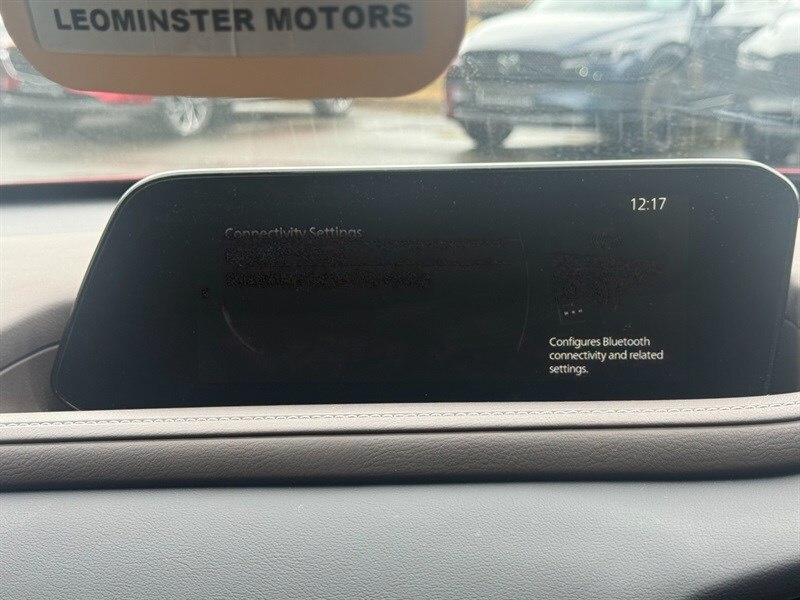 LEOMINSTER MOTORS
12:17
Connectivity Settings
Configures Bluetooth
connectivity and related
settings.